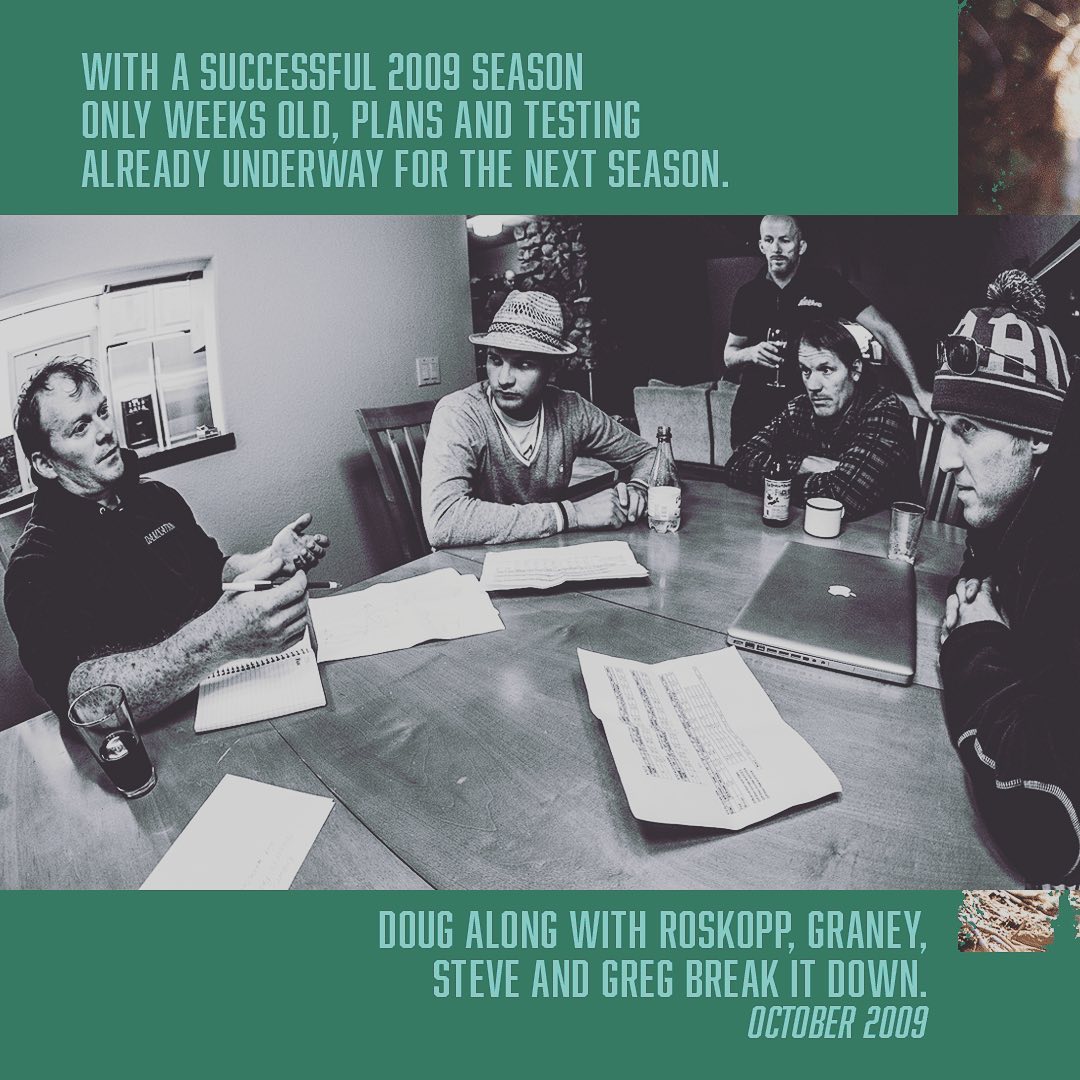 WITH A SUCCESSFUL 2009 SEASON
ONLY WEEKS OLD, PLANS AND TESTING
ALREADY UNDERWAY FOR THE NEXT SEASON.
DOUG ALONG WITH ROSKOPP, GRANEY,
STEVE AND GREG BREAK IT DOWN.
OCTOBER 2009